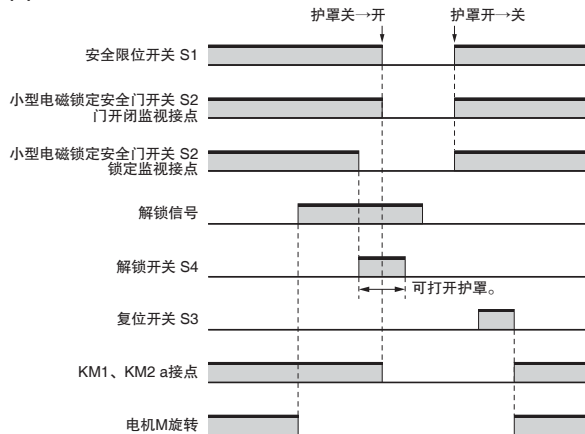 护罩关→开
护罩开→关
安全限位开关 S1
小型电磁锁定安全门开关 S2
门开闭监视接点
小型电磁锁定安全门开关 S2
锁定监视接点
解锁信号
解锁开关 S4
可打开护罩。
复位开关 S3
KM1、KM2 a接点
电机M旋转